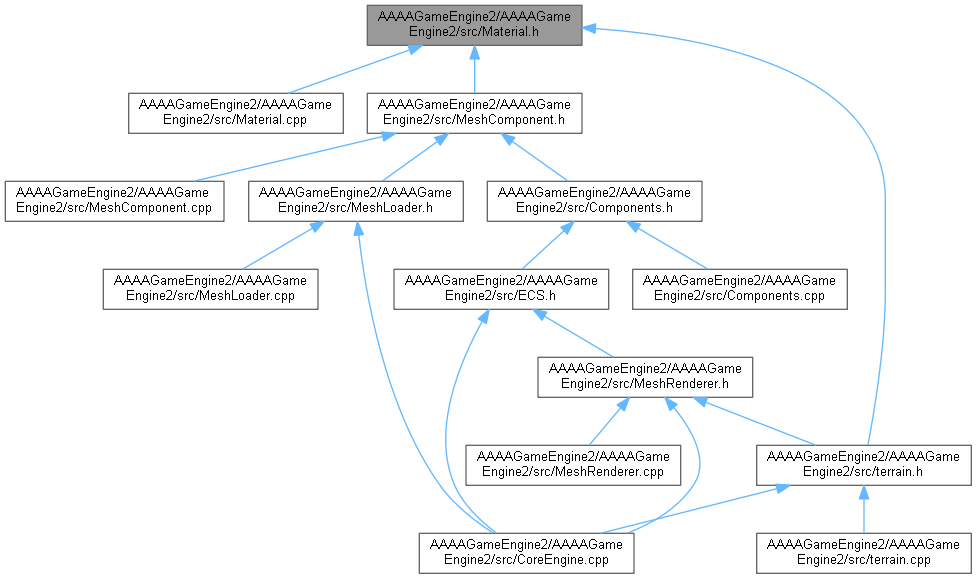 AAAAGameEngine2/AAAAGame
Engine2/src/Material.h
AAAAGameEngine2/AAAAGame
Engine2/src/Material.cpp
AAAAGameEngine2/AAAAGame
Engine2/src/MeshComponent.h
AAAAGameEngine2/AAAAGame
Engine2/src/MeshComponent.cpp
AAAAGameEngine2/AAAAGame
Engine2/src/MeshLoader.h
AAAAGameEngine2/AAAAGame
Engine2/src/Components.h
AAAAGameEngine2/AAAAGame
Engine2/src/MeshLoader.cpp
AAAAGameEngine2/AAAAGame
Engine2/src/ECS.h
AAAAGameEngine2/AAAAGame
Engine2/src/Components.cpp
AAAAGameEngine2/AAAAGame
Engine2/src/MeshRenderer.h
AAAAGameEngine2/AAAAGame
Engine2/src/MeshRenderer.cpp
AAAAGameEngine2/AAAAGame
Engine2/src/terrain.h
AAAAGameEngine2/AAAAGame
Engine2/src/CoreEngine.cpp
AAAAGameEngine2/AAAAGame
Engine2/src/terrain.cpp